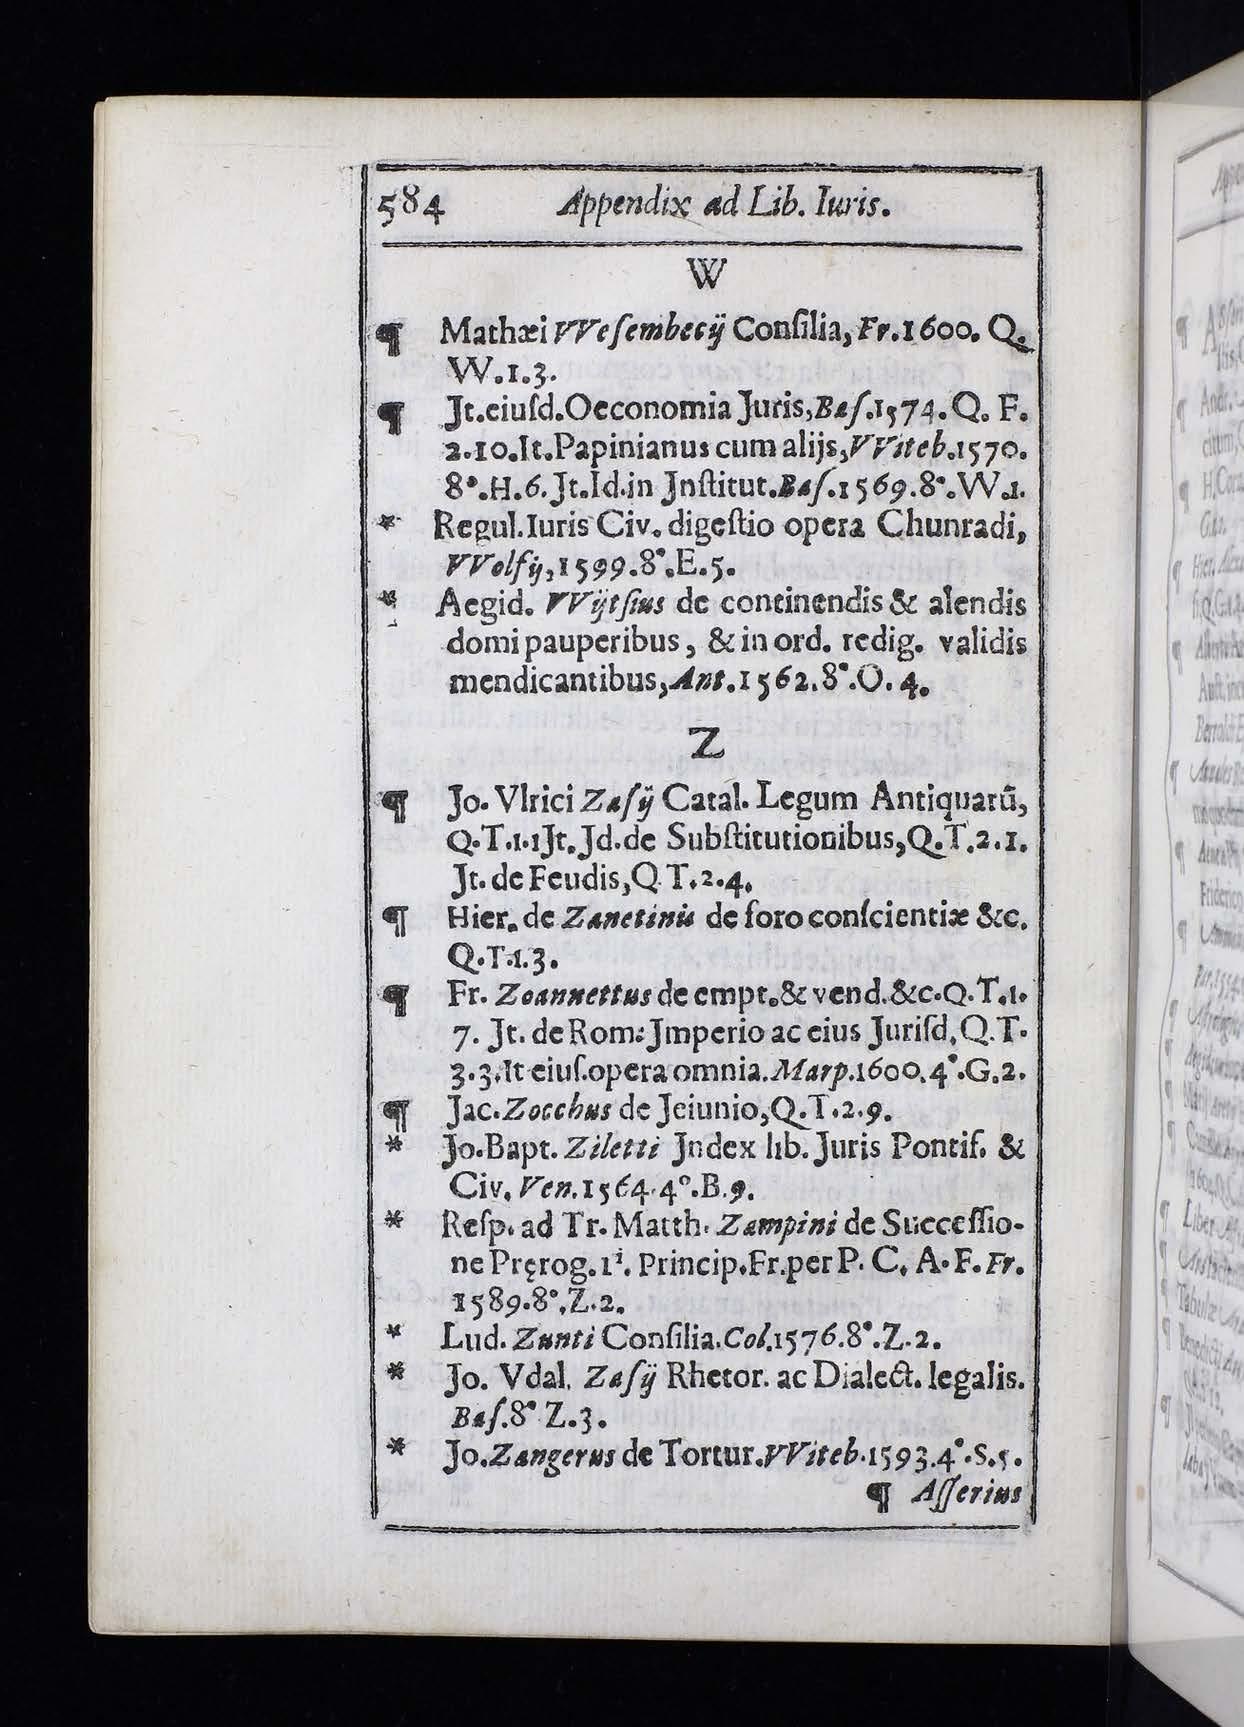 584 Appendix ad Lib. Iuris.
W
¶ Mathæi VVeſembecij Conſilia, Fr. 1600. Q.
W.1.3.
¶ Jt. eiuſd. Oeconomia Juris, Baſ. 1574. Q. F.
2.10. It. Papinianus cum alijs, VViteb. 1570.
8°. H. 6. Jt. Id. in Jnſtitut. Baſ. 1569. 8°. W.1.
* Regul. Iuris Civ. digeſtio opera Chunradi,
VVolfij, 1599. 8°. E. 5.
* Aegid. VVijtſius de continendis & alendis
domi pauperibus, & in ord. redig. validis
mendicantibus, Ant. 1562. 8°. O. 4.
Z
¶ Jo. Vlrici Zaſij Catal. Legum Antiquarū,
Q.T.1.1 Jt. Jd. de Subſtitutionibus, Q.T.2.1.
Jt. de Feudis, Q T.2.4.
¶ Hier. de Zanetinis de foro conſcientiæ &c.
Q.T.1.3.
¶ Fr. Zoannettus de empt. & vend. &c. Q.T.1.
7. Jt. de Rom: Jmperio ac eius Juriſd. Q.T.
3.3. It eiuſ. opera omnia. Marp. 1600. 4°. G.2.
¶ Jac. Zocchus de Jeiunio, Q.T.2.9.
* Jo. Bapt. Ziletti Jndex lib. Juris Pontif. &
Civ. Ven. 1564. 4°. B.9.
* Reſp. ad Tr. Matth. Zampini de Succeſſio-
ne Pręrog. 1i. Princip. Fr. per P. C. A. F. Fr.
1589. 8°. Z.2.
* Lud. Zunti Conſilia. Col. 1576. 8°. Z.2.
* Jo. Vdal. Zaſij Rhetor. ac Dialect. legalis.
Baſ. 8° Z.3.
* Jo. Zangerus de Tortur. VViteb. 1593. 4°. S.5.
¶ Aſſerius